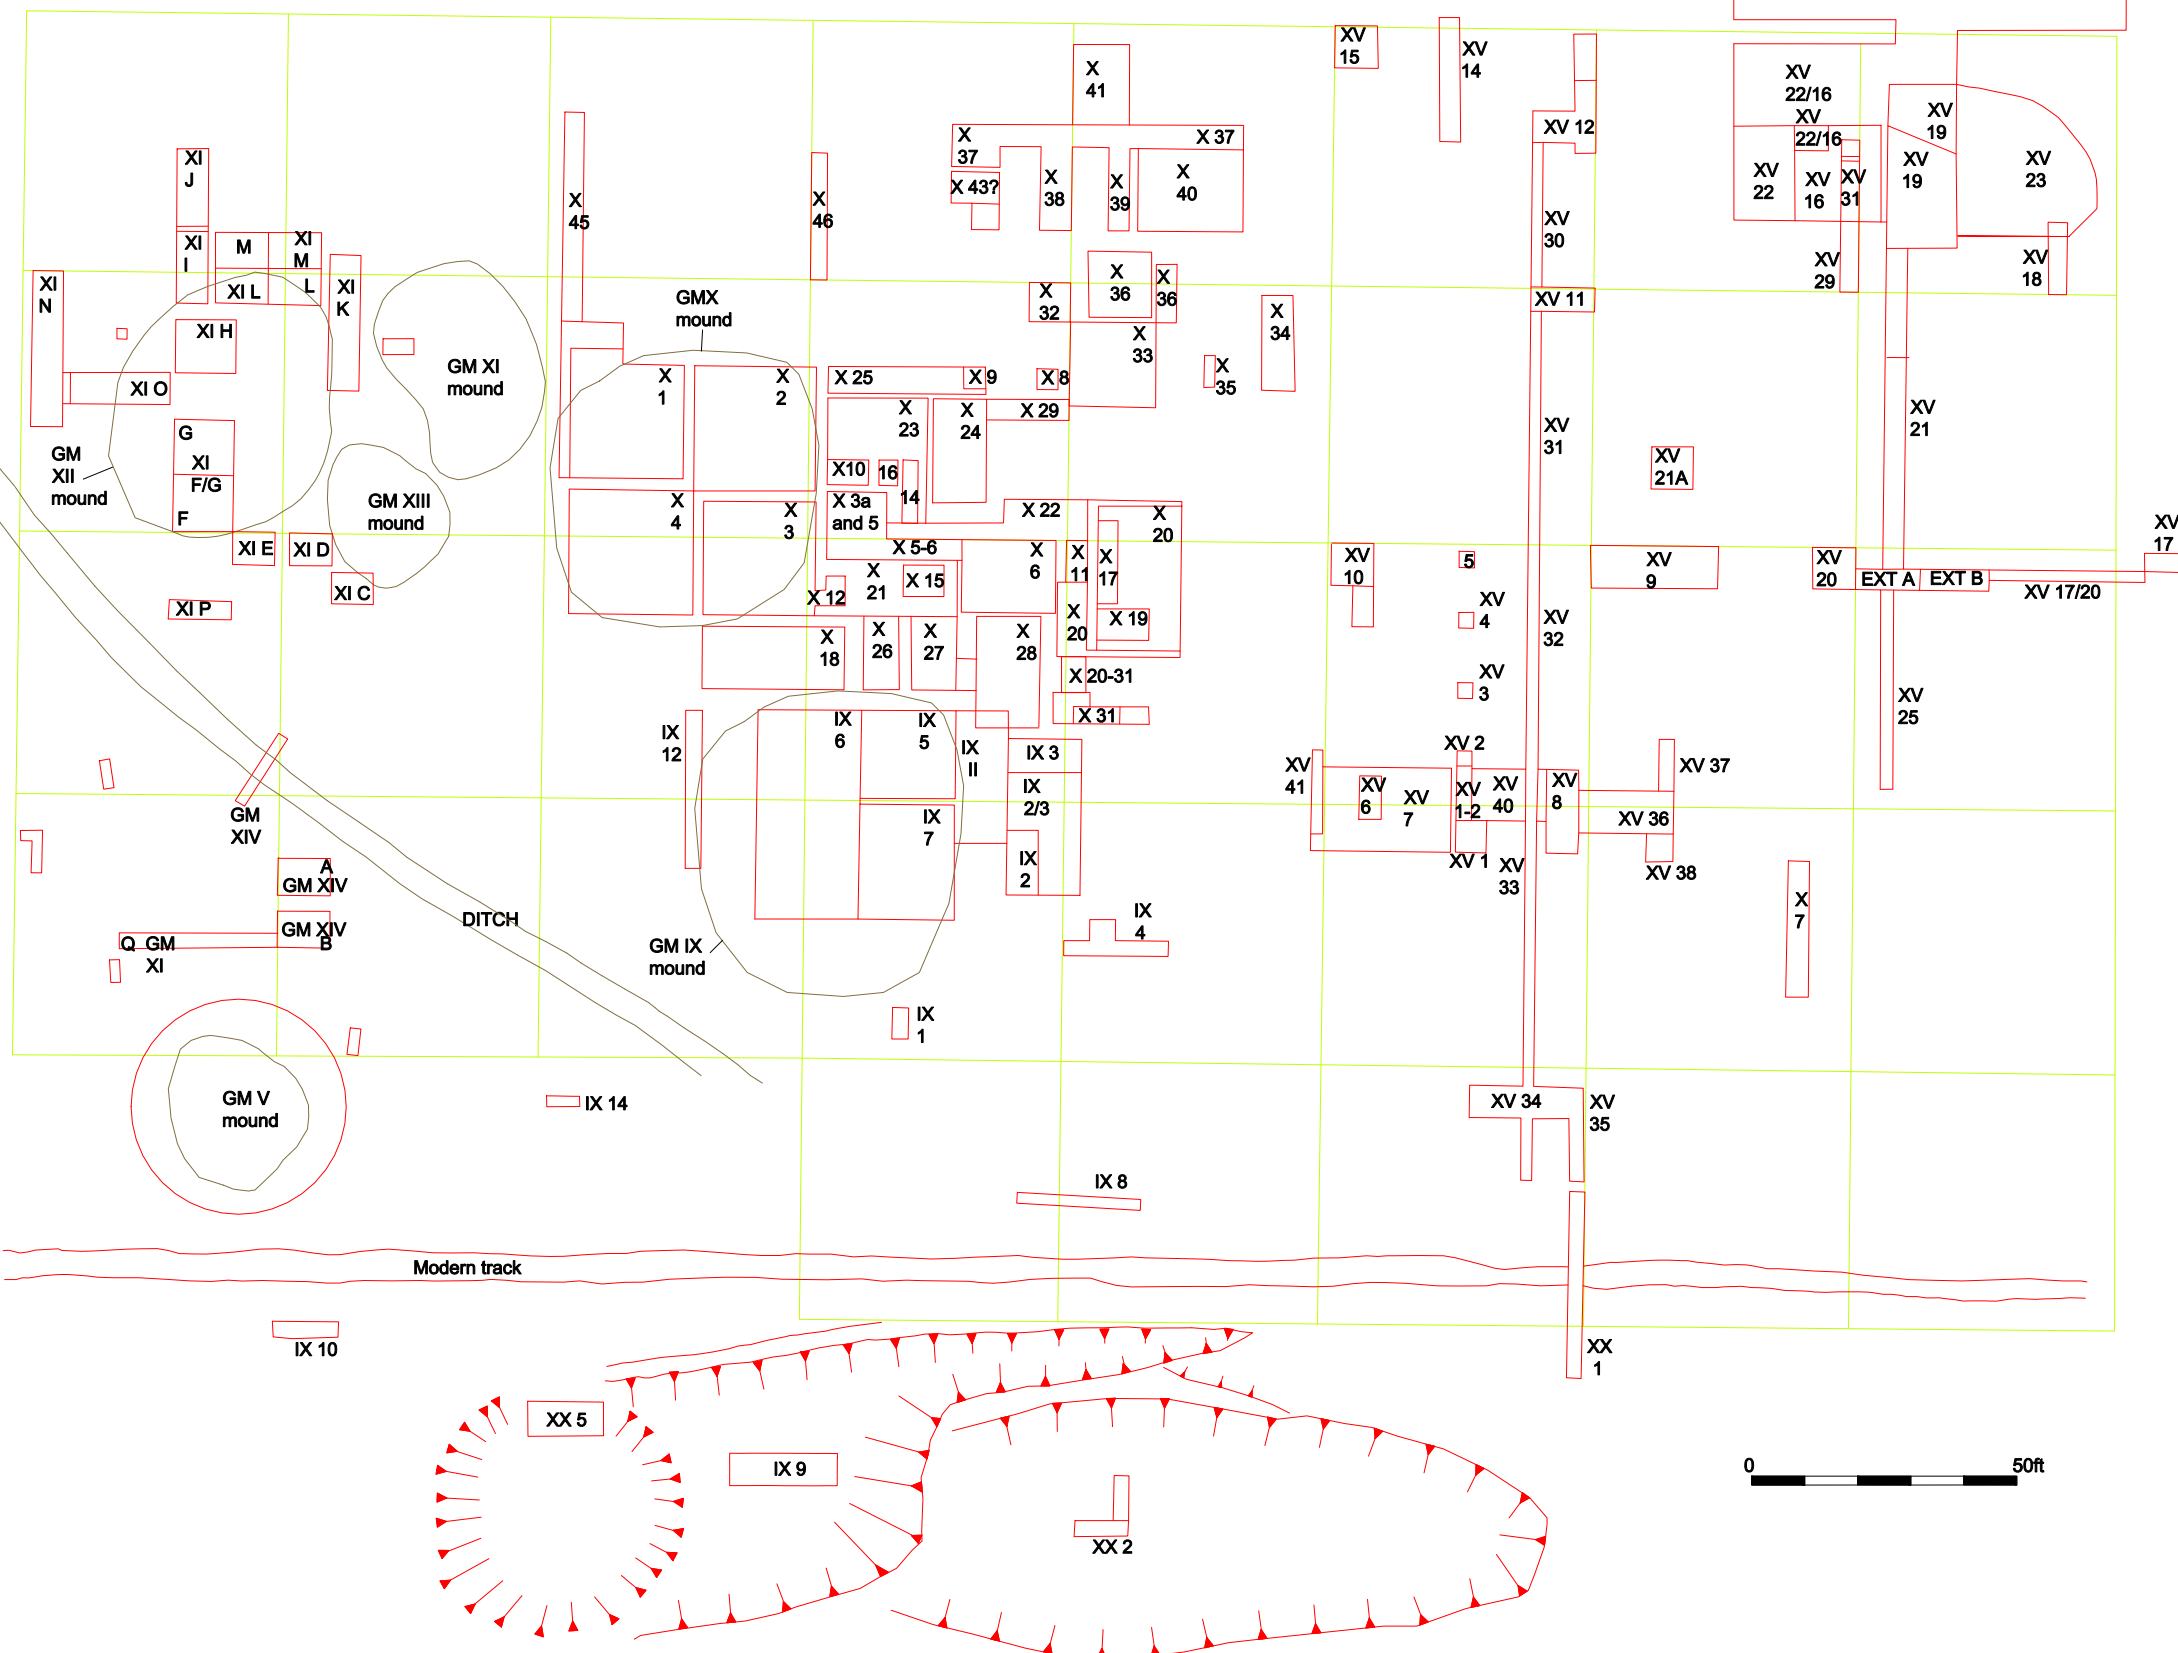 XV
15
XV
14
X
41
XV
22/16
XV
22/16
XV
19
XV 12
X
37
X 37
XI
J
XV
19
XV
23
X
40
XV
22
XV
16
XV
31
X 43?
X
38
X
39
X
45
X
46
XV
30
XI
I
M
XI
M
XI L
L
XI
N
XI
K
X
36
X
36
XV
29
XV
18
GMX
mound
X
32
XV 11
X
34
X
33
XI H
GM XI
mound
X
1
X
2
X 25
X 9
X 8
X
35
XI O
X
23
X
24
X 29
XV
31
XV
21
G
XI
F/G
F
GM
XII
mound
X10
16
14
XV
21A
GM XIII
mound
X
4
X
3
X 3a
and 5
X 22
X
20
XV
17
XI E
XI D
X 5-6
X
6
X
11
X
17
XV
10
5
XV
9
XV
20
EXT A
EXT B
XV 17/20
XI C
X
21
X 15
X 12
XI P
XV
4
X
20
X 19
XV
32
X
18
X
26
X
27
X
28
X 20-31
XV
3
XV
25
X 31
IX
12
IX
6
IX
5
IX
II
IX 3
XV 2
XV
41
XV 37
IX
2/3
XV
6
XV
7
XV
1-2
XV
40
XV
8
GM
XIV
IX
7
XV 36
A
GM XIV
IX
2
XV 1
XV
33
XV 38
X
7
DITCH
GM XIV
B
Q GM
XI
IX
4
GM IX
mound
IX
1
GM V
mound
IX 14
XV 34
XV
35
IX 8
Modern track
IX 10
XX
1
XX 5
IX 9
0
50ft
XX 2